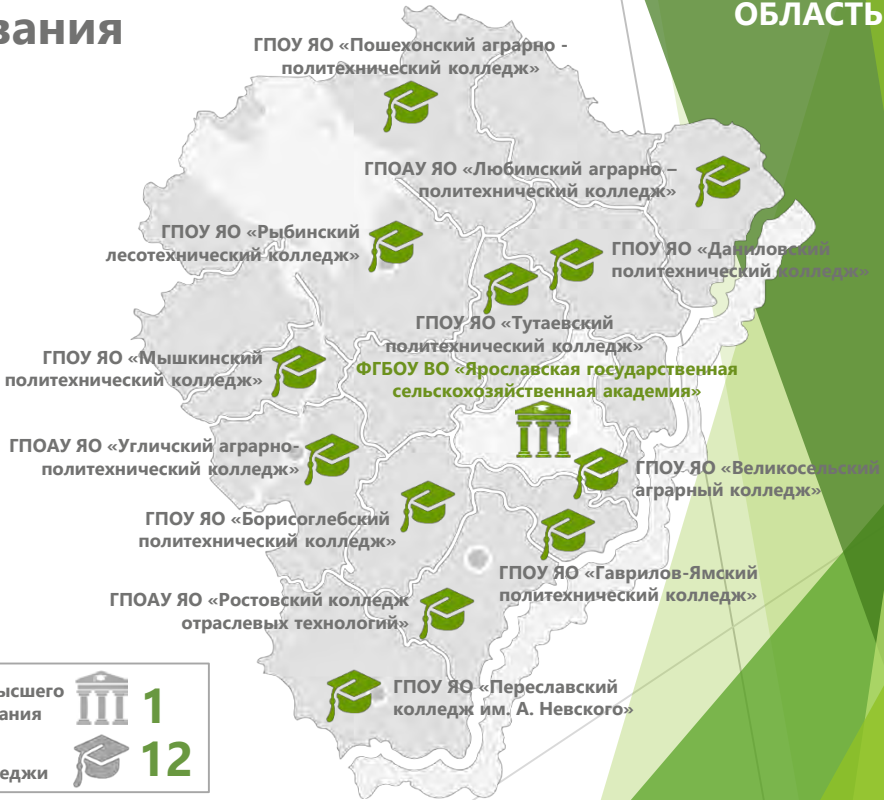 вания
ОБЛАСТЬ
ГПОУ ЯО «Пошехонский аграрно -
политехнический колледж»
ГПОАУ ЯО «Любимский аграрно –
политехнический колледж»
ГПОУ ЯО «Рыбинский
лесотехнический колледж»
ГПОУ ЯО «Даниловский
политехнический колледж»
ГПОУ ЯО «Тутаевский
политехнический колледж»
ГПОУ ЯО «Мышкинский
политехнический колледж»
ФГБОУ ВО «Ярославская государственная
сельскохозяйственная академия»
ГПОАУ ЯО «Угличский аграрно-
политехнический колледж»
ГПОУ ЯО «Великосельский
аграрный колледж»
ГПОУ ЯО «Борисоглебский
политехнический колледж»
ГПОУ ЯО «Гаврилов-Ямский
политехнический колледж»
ГПОАУ ЯО «Ростовский колледж
отраслевых технологий»
ГПОУ ЯО «Переславский
колледж им. А. Невского»
ысшего
ания
1
еджи
12